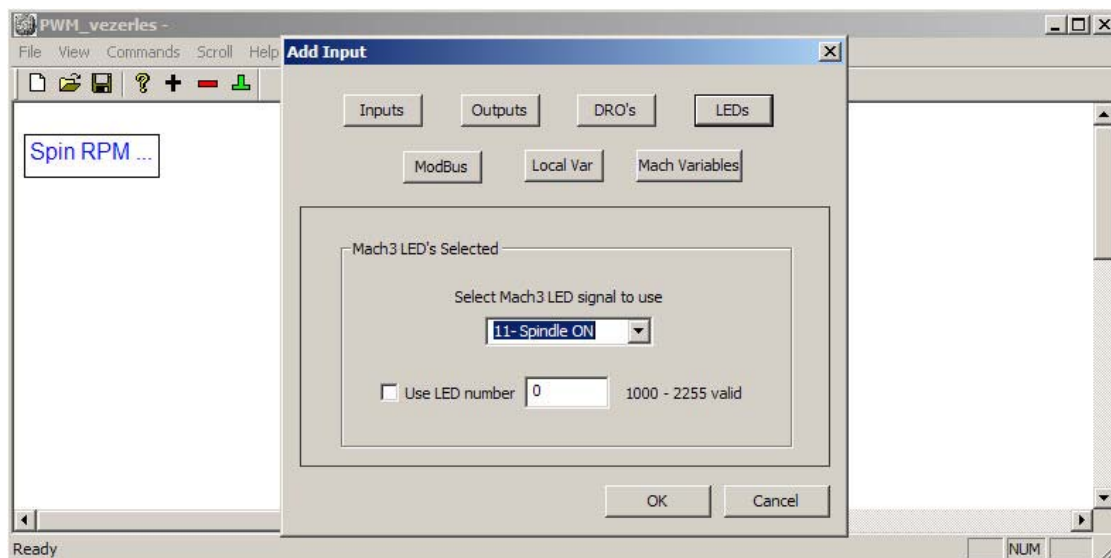 PWM_vezerles -
File View Commands Scroll Help
Add Input
Spin RPM ...
Inputs Outputs DRO's LEDs
ModBus Local Var Mach Variables
Mach3 LED's Selected
Select Mach3 LED signal to use
11- Spindle ON
Use LED number 0 1000 - 2255 valid
OK Cancel
Ready NUM